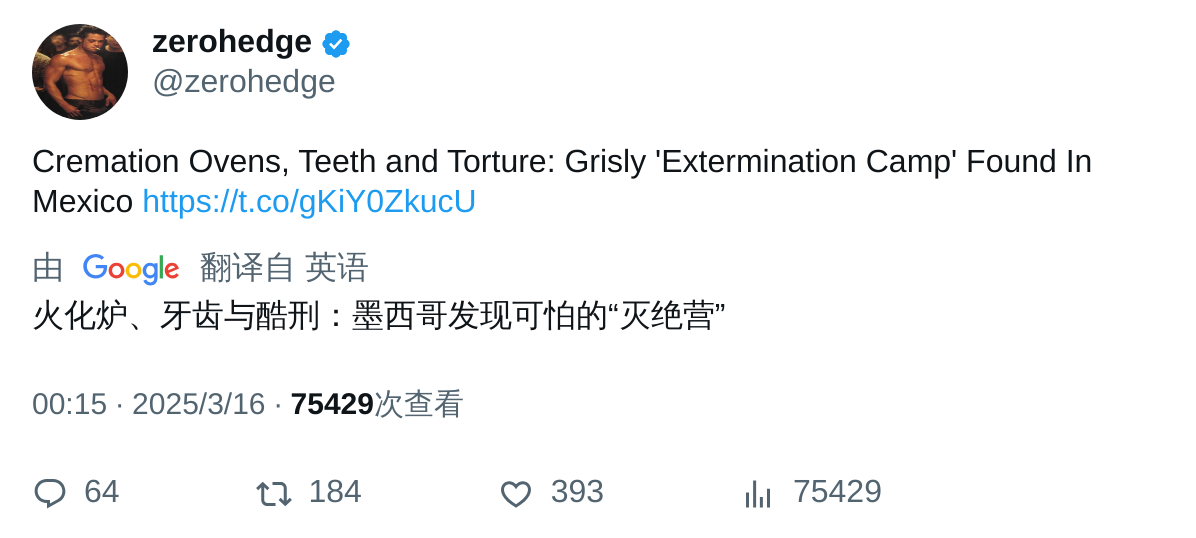 zerohedge
@zerohedge
Cremation Ovens, Teeth and Torture: Grisly 'Extermination Camp' Found In
Mexico https://t.co/gKiY0ZkucU
由 Google 翻译自 英语
火化炉、牙齿与酷刑：墨西哥发现可怕的“灭绝营”
00:15 · 2025/3/16 · 75429次查看
64 184 393 75429